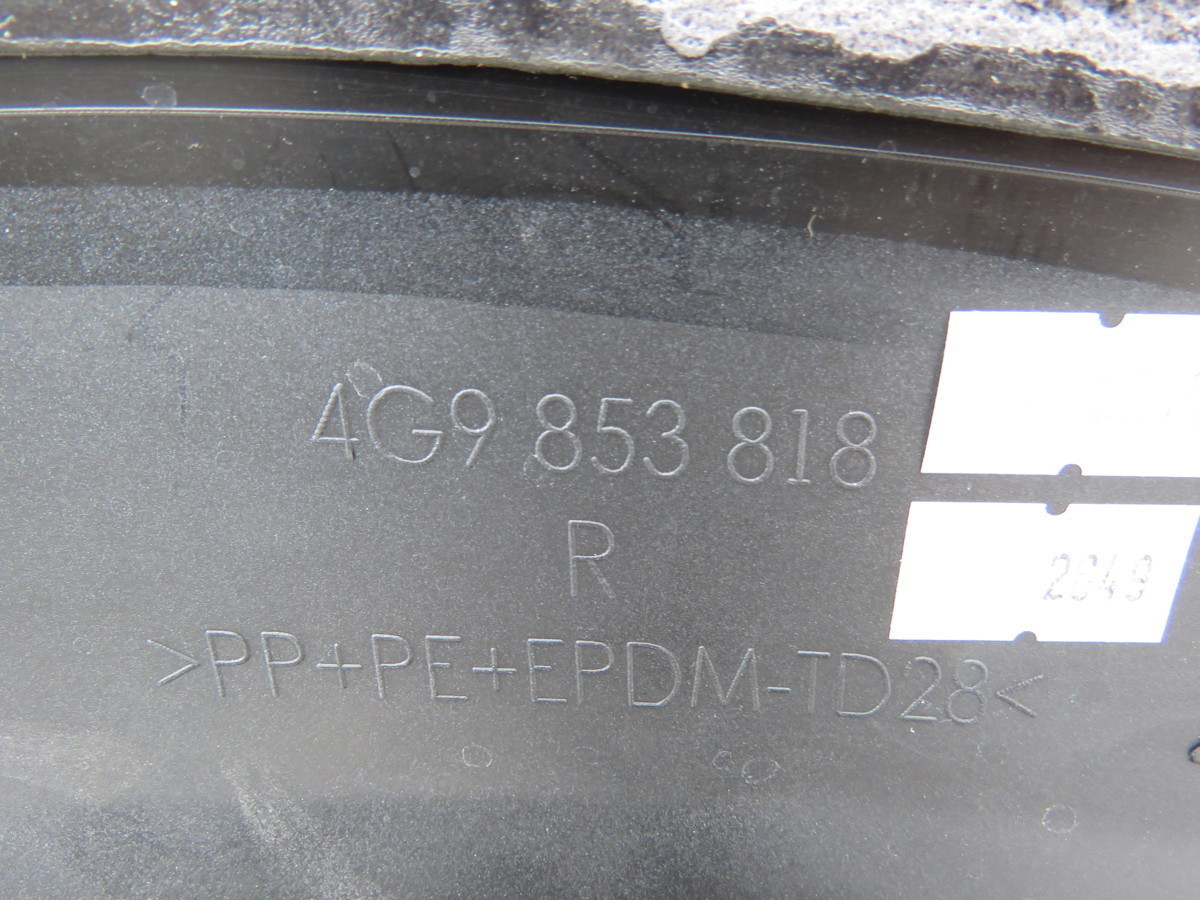 4G9 853 818
R
2849
>PP+PE+EPDM-TD28<